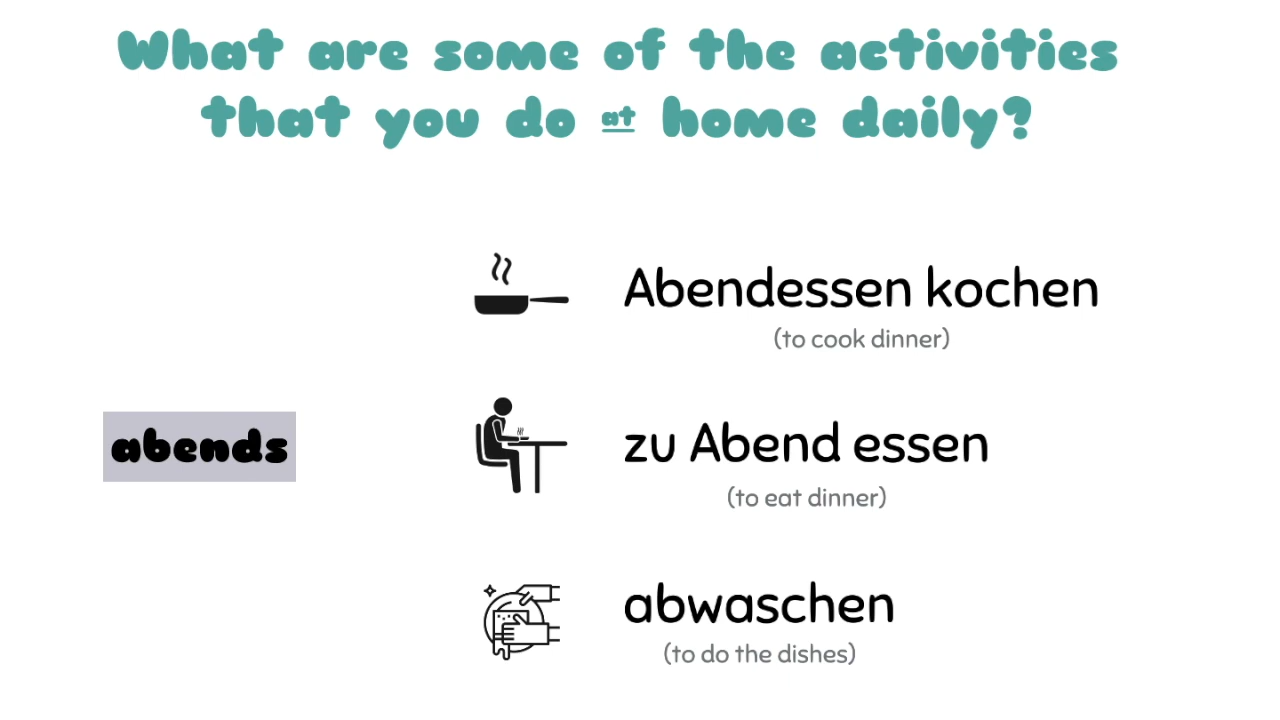 What are some of the activities
that you do at home daily?
Abendessen kochen
(to cook dinner)
abends
zu Abend essen
(to eat dinner)
abwaschen
(to do the dishes)